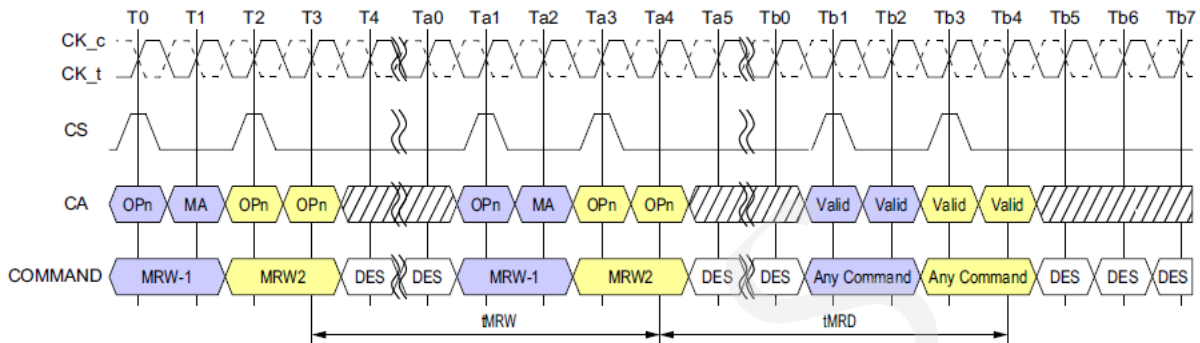 T0 T1 T2 T3 T4 Ta0 Ta1 Ta2 Ta3 Ta4 Ta5 Tb0 Tb1 Tb2 Tb3 Tb4 Tb5 Tb6 Tb7
CK_c
CK_t
CS
CA OPn MA OPn OPn OPn MA OPn OPn Valid Valid Valid Valid
COMMAND MRW-1 MRW2 DES DES MRW-1 MRW2 DES DES Any Command Any Command DES DES DES
tMRW tMRD